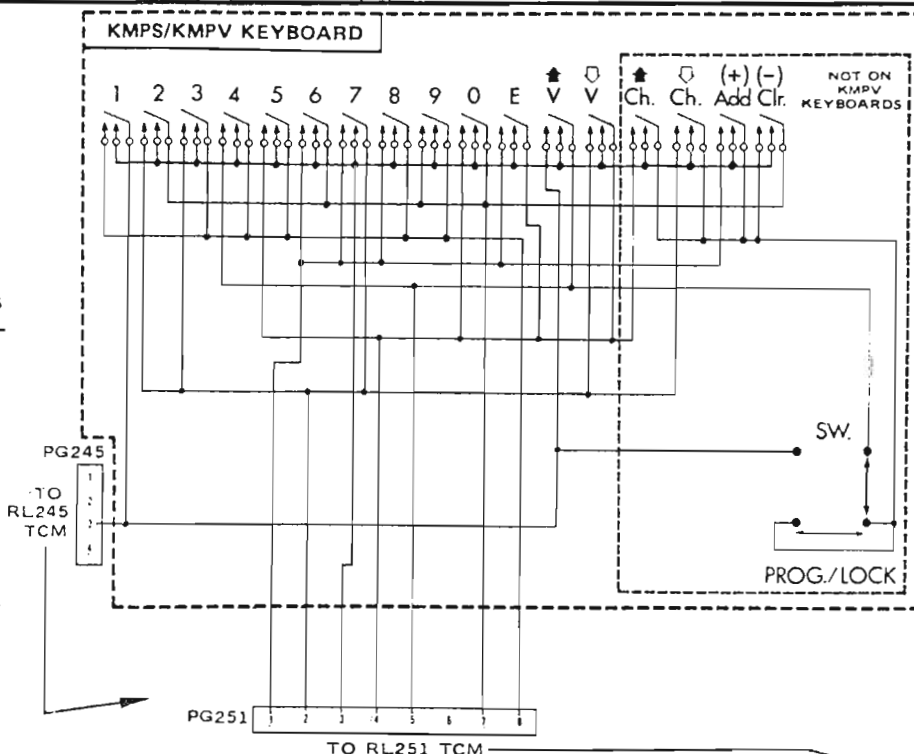 KMPS/KMPV KEYBOARD
1 2 3 4 5 6 7 8 9 0 E V V Ch. Ch. (+) Add (-) Clr.
NOT ON
KMPV
KEYBOARDS
SW.
PROG./LOCK
PG245
1
2
3
4
TO
RL245
TCM
PG251
1 2 3 4 5 6 7 8
TO RL251 TCM